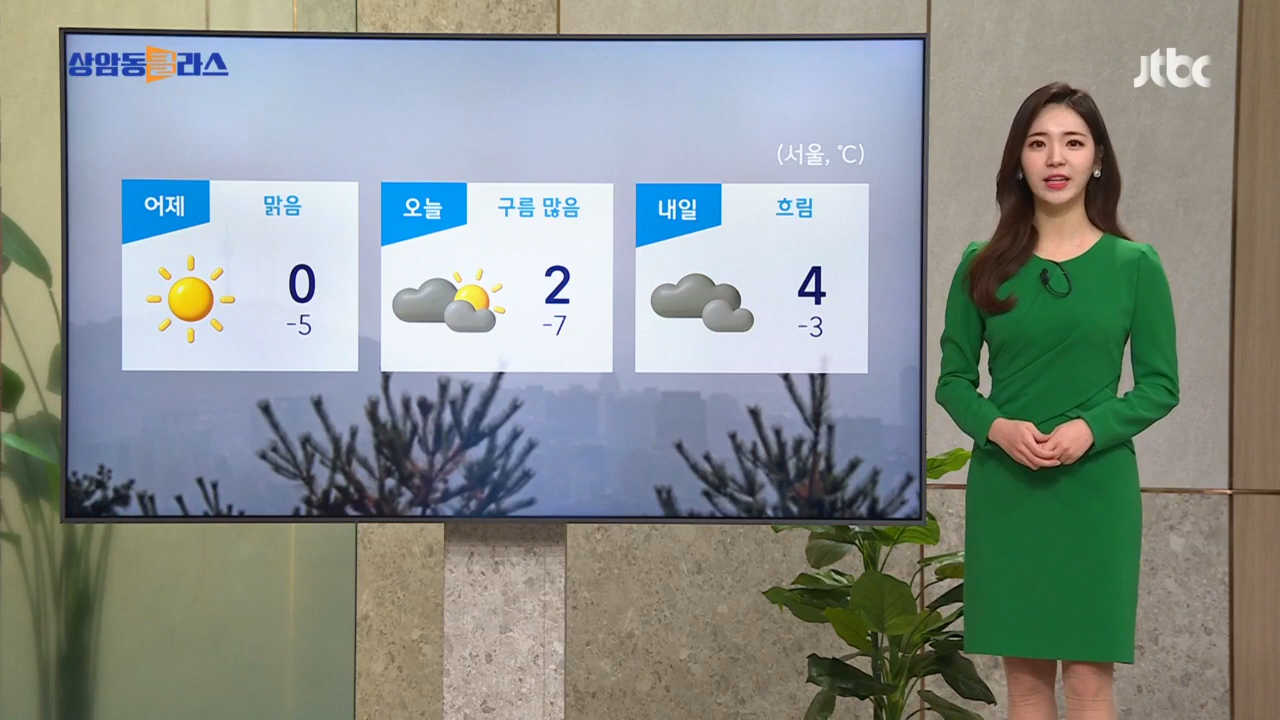 상암동클라스
jtbc
(서울, ℃)
어제 맑음
0
-5
오늘 구름 많음
2
-7
내일 흐림
4
-3